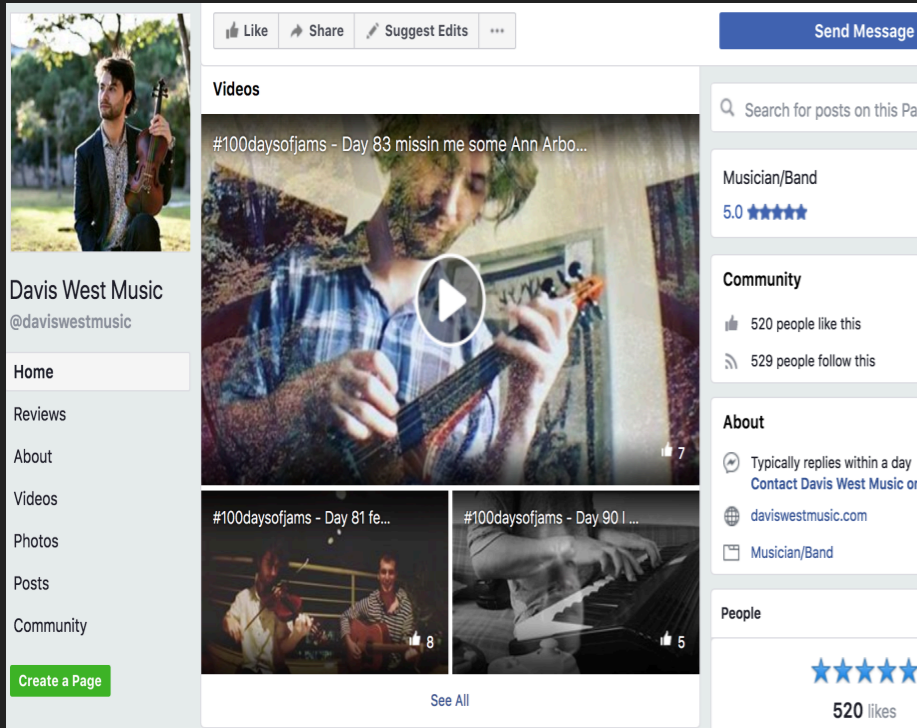 Like
Share
Suggest Edits
Send Message
Videos
#100daysofjams - Day 83 missin me some Ann Arbo...
7
#100daysofjams - Day 81 fe...
8
#100daysofjams - Day 90 I ...
5
See All
Davis West Music
@daviswestmusic
Home
Reviews
About
Videos
Photos
Posts
Community
Create a Page
Search for posts on this Pa
Musician/Band
5.0
Community
520 people like this
529 people follow this
About
Typically replies within a day
Contact Davis West Music o
daviswestmusic.com
Musician/Band
People
520 likes